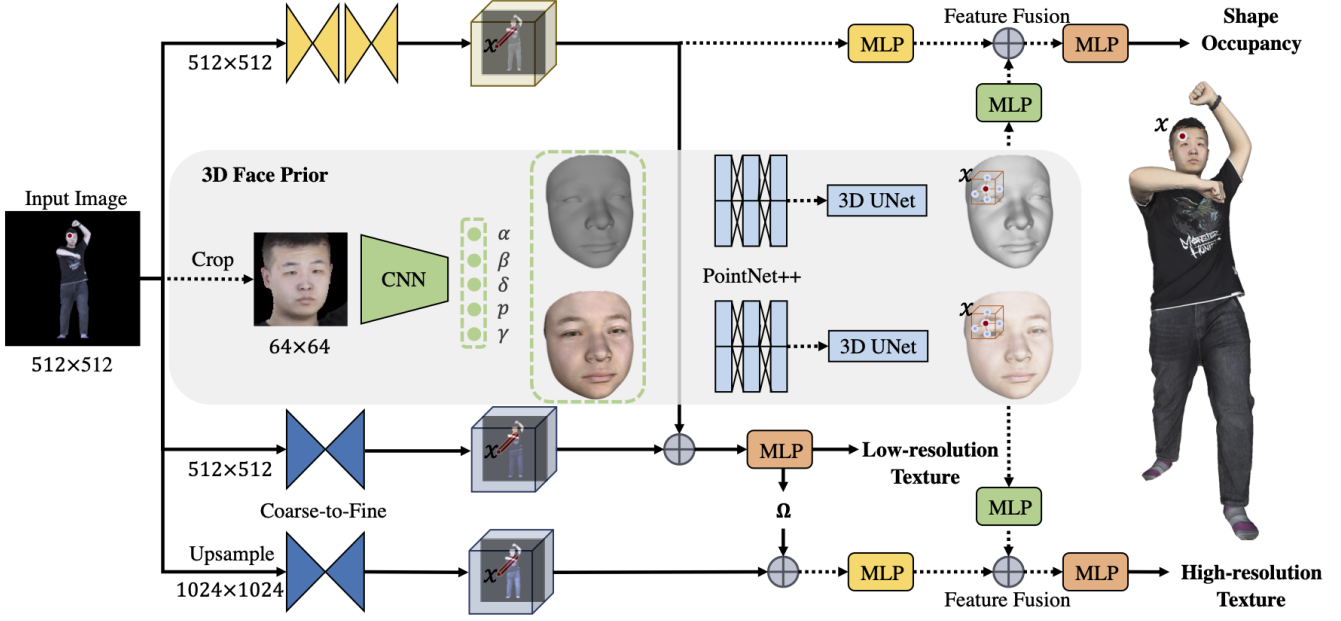 512×512
x
MLP
Feature Fusion
MLP
Shape
Occupancy
MLP
x
3D Face Prior
Input Image
512×512
Crop
64×64
CNN
α
β
δ
p
γ
PointNet++
3D UNet
3D UNet
x
x
512×512
x
MLP
Low-resolution
Texture
Coarse-to-Fine
Ω
MLP
Upsample
1024×1024
x
MLP
Feature Fusion
MLP
High-resolution
Texture